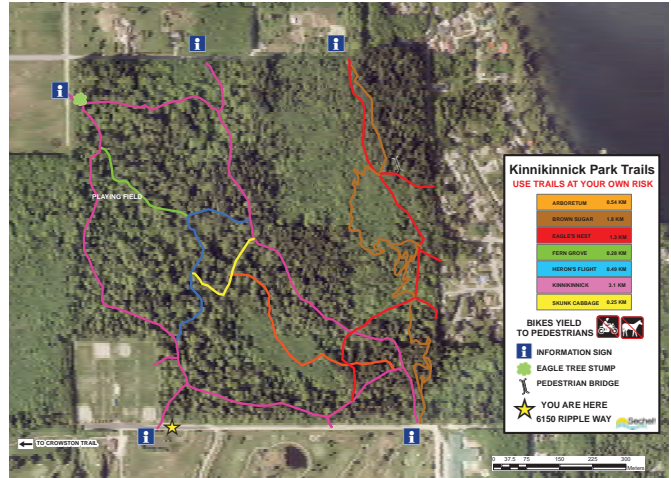 PLAYING FIELD
Kinnikinnick Park Trails
USE TRAILS AT YOUR OWN RISK
ARBORETUM 0.54 KM
BROWN SUGAR 1.8 KM
EAGLE'S NEST 1.3 KM
FERN GROVE 0.28 KM
HERON'S FLIGHT 0.49 KM
KINNIKINNICK 3.1 KM
SKUNK CABBAGE 0.25 KM
BIKES YIELD
TO PEDESTRIANS
i INFORMATION SIGN
EAGLE TREE STUMP
PEDESTRIAN BRIDGE
YOU ARE HERE
6150 RIPPLE WAY
Sechelt
TO CROWSTON TRAIL
0 37.5 75 150 225 300
Meters